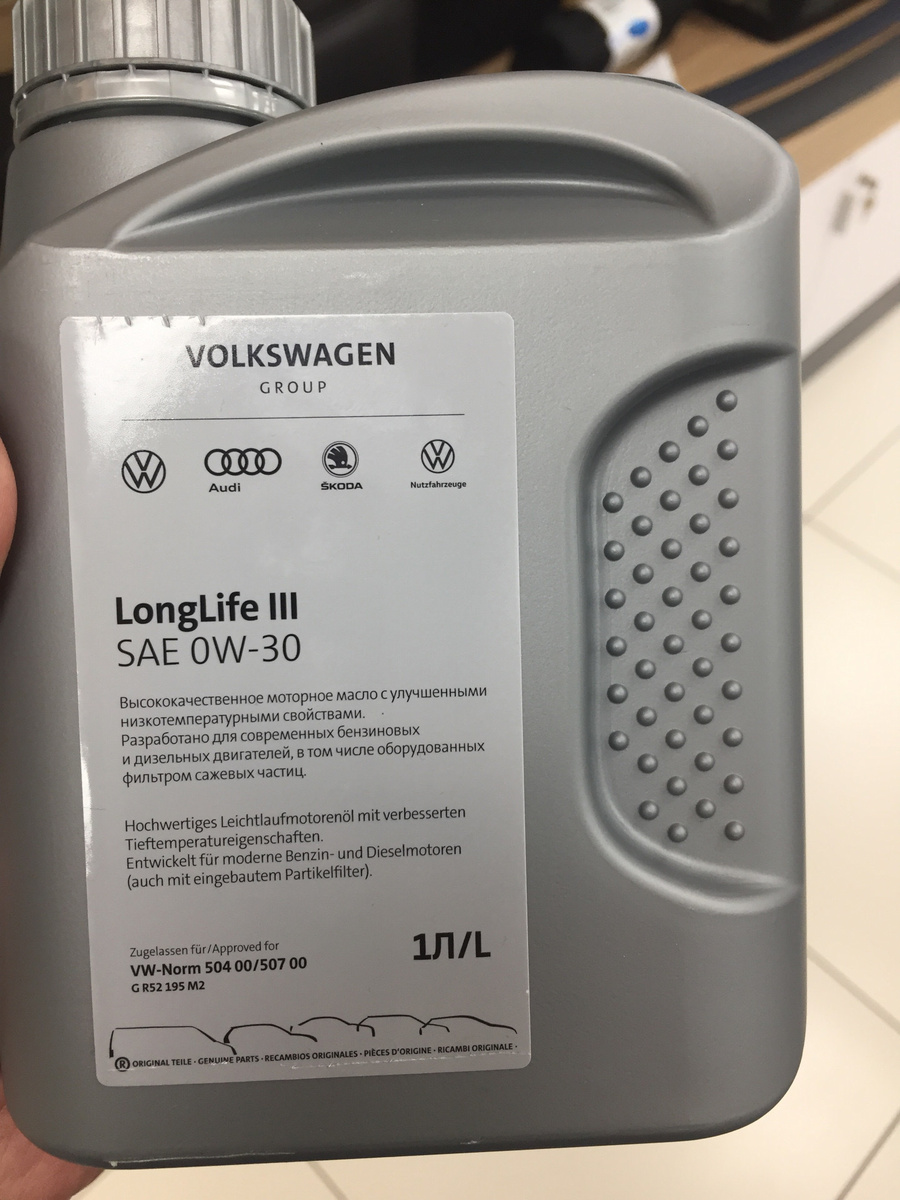 VOLKSWAGEN
GROUP
Audi
ŠKODA
Nutzfahrzeuge
LongLife III
SAE 0W-30
Высококачественное моторное масло с улучшенными
низкотемпературными свойствами.
Разработано для современных бензиновых
и дизельных двигателей, в том числе оборудованных
фильтром сажевых частиц.
Hochwertiges Leichtlaufmotorenöl mit verbesserten
Tieftemperatureigenschaften.
Entwickelt für moderne Benzin- und Dieselmotoren
(auch mit eingebautem Partikelfilter).
Zugelassen für/Approved for
VW-Norm 504 00/507 00
G R52 195 M2
1Л/L
® ORIGINAL TEILE · GENUINE PARTS · RECAMBIOS ORIGINALES · PIÈCES D'ORIGINE · RICAMBI ORIGINALE ·